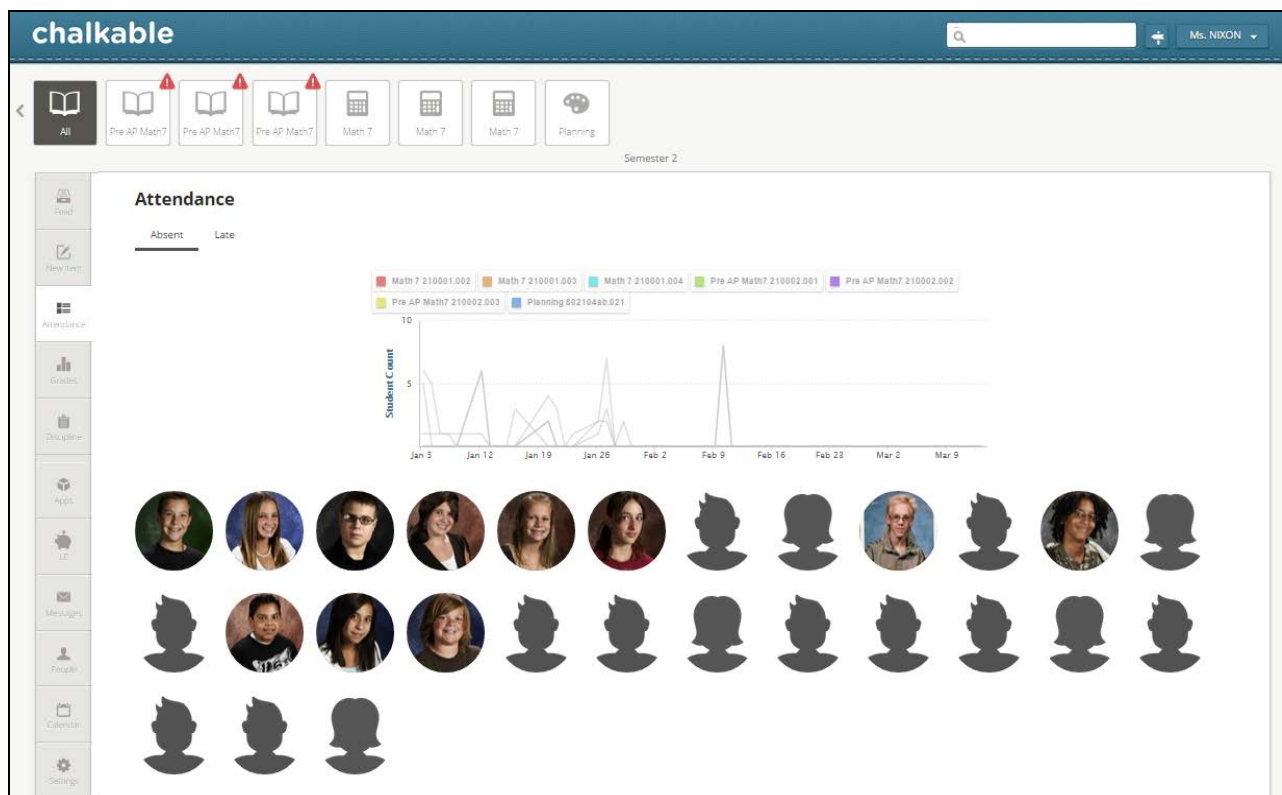 chalkable
Ms. NIXON
All
Pre AP Math7
Pre AP Math7
Pre AP Math7
Math 7
Math 7
Math 7
Planning
Semester 2
Feed
New Item
Attendance
Grades
Discipline
Apps
LE
Messages
People
Calendar
Settings
Attendance
Absent Late
Math 7 210001.002 Math 7 210001.003 Math 7 210001.004 Pre AP Math7 210002.001 Pre AP Math7 210002.002
Pre AP Math7 210002.003 Planning 802104ab.021
10
Student Count
5
Jan 5 Jan 12 Jan 19 Jan 26 Feb 2 Feb 9 Feb 16 Feb 23 Mar 2 Mar 9